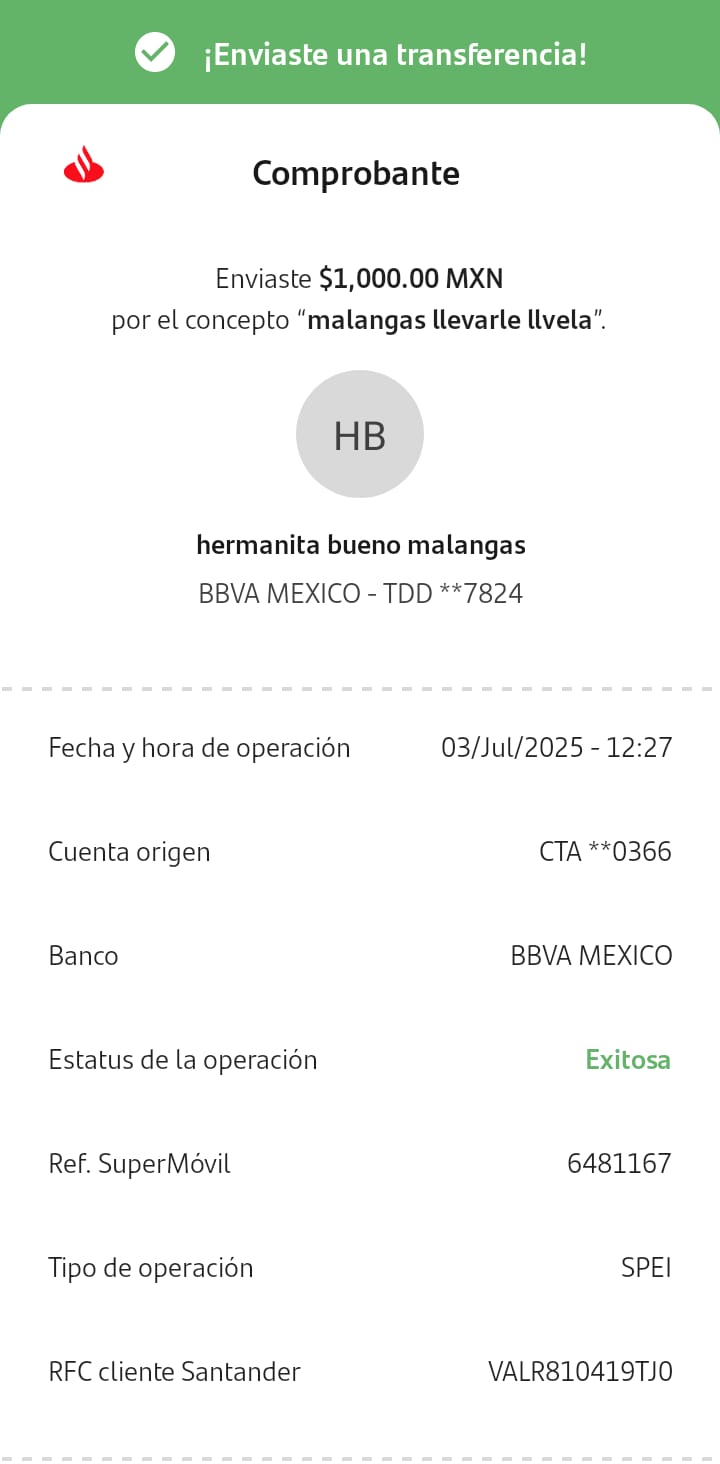 ¡Enviaste una transferencia!
Comprobante
Enviaste $1,000.00 MXN
por el concepto “malangas llevarle llvela”.
HB
hermanita bueno malangas
BBVA MEXICO - TDD **7824
Fecha y hora de operación 03/Jul/2025 - 12:27
Cuenta origen CTA **0366
Banco BBVA MEXICO
Estatus de la operación Exitosa
Ref. SuperMóvil 6481167
Tipo de operación SPEI
RFC cliente Santander VALR810419TJ0